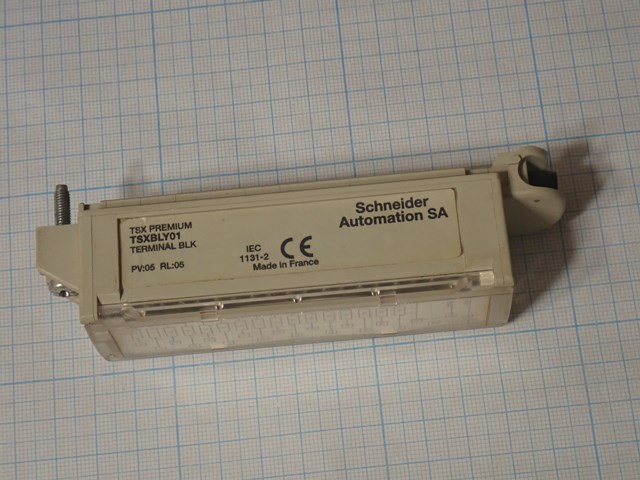 TSX PREMIUM
TSXBLY01
TERMINAL BLK
PV:05 RL:05
IEC
1131-2
CE
Made in France
Schneider
Automation SA